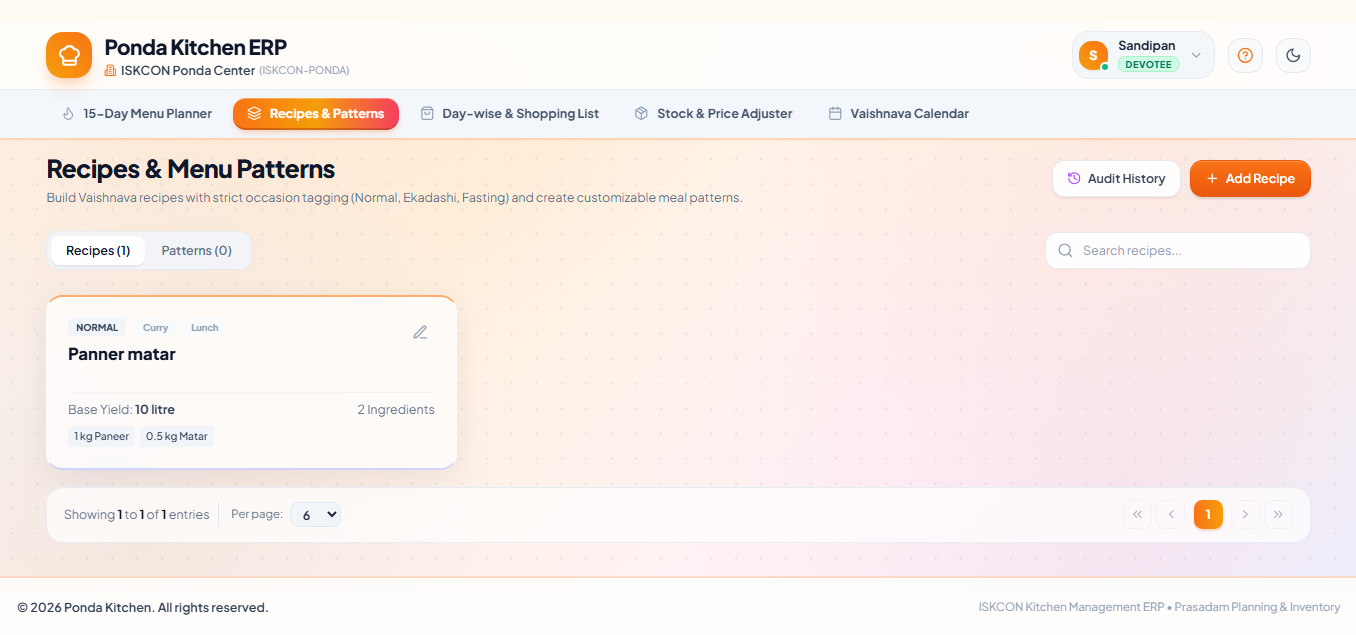 Ponda Kitchen ERP
ISKCON Ponda Center (ISKCON-PONDA)
S
Sandipan
DEVOTEE
15-Day Menu Planner
Recipes & Patterns
Day-wise & Shopping List
Stock & Price Adjuster
Vaishnava Calendar
Recipes & Menu Patterns
Build Vaishnava recipes with strict occasion tagging (Normal, Ekadashi, Fasting) and create customizable meal patterns.
Audit History
+ Add Recipe
Recipes (1)
Patterns (0)
Search recipes...
NORMAL Curry Lunch
Panner matar
Base Yield: 10 litre 2 Ingredients
1 kg Paneer 0.5 kg Matar
Showing 1 to 1 of 1 entries
Per page: 6
« ‹ 1 › »
© 2026 Ponda Kitchen. All rights reserved.
ISKCON Kitchen Management ERP • Prasadam Planning & Inventory